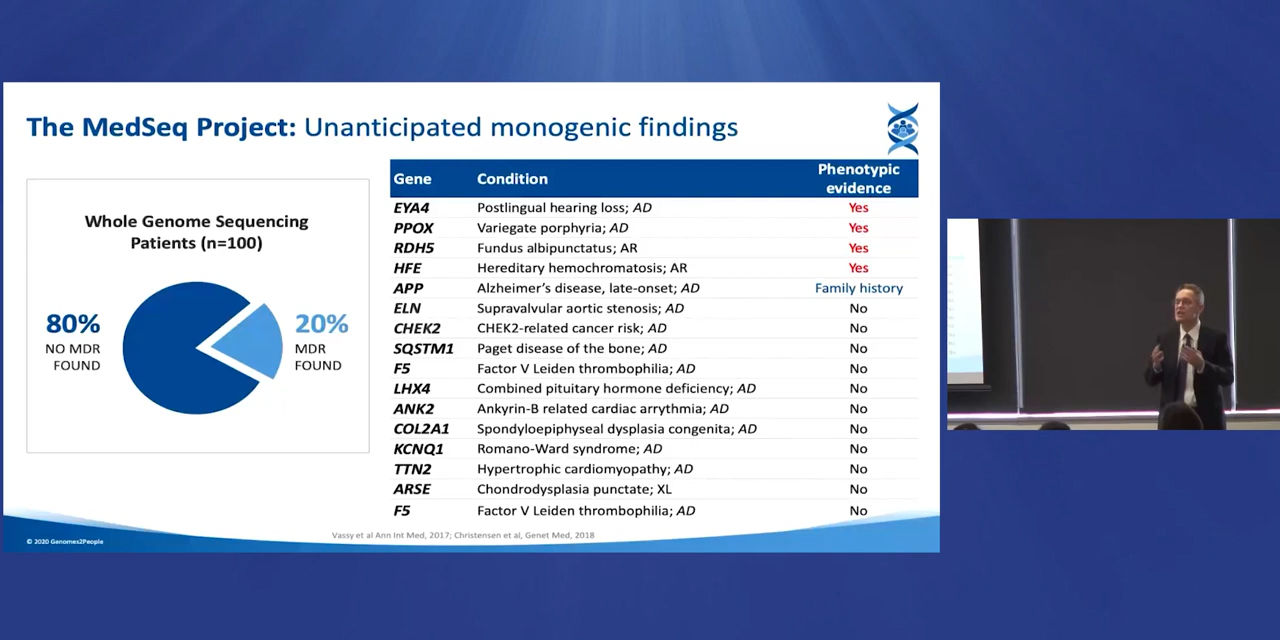 The MedSeq Project: Unanticipated monogenic findings
Whole Genome Sequencing
Patients (n=100)
80%
NO MDR
FOUND
20%
MDR
FOUND
Gene Condition Phenotypic evidence
EYA4 Postlingual hearing loss; AD Yes
PPOX Variegate porphyria; AD Yes
RDH5 Fundus albipunctatus; AR Yes
HFE Hereditary hemochromatosis; AR Yes
APP Alzheimer's disease, late-onset; AD Family history
ELN Supravalvular aortic stenosis; AD No
CHEK2 CHEK2-related cancer risk; AD No
SQSTM1 Paget disease of the bone; AD No
F5 Factor V Leiden thrombophilia; AD No
LHX4 Combined pituitary hormone deficiency; AD No
ANK2 Ankyrin-B related cardiac arrythmia; AD No
COL2A1 Spondyloepiphyseal dysplasia congenita; AD No
KCNQ1 Romano-Ward syndrome; AD No
TTN2 Hypertrophic cardiomyopathy; AD No
ARSE Chondrodysplasia punctate; XL No
F5 Factor V Leiden thrombophilia; AD No
Vassy et al Ann Int Med, 2017; Christensen et al, Genet Med, 2018
© 2020 Genomes2People